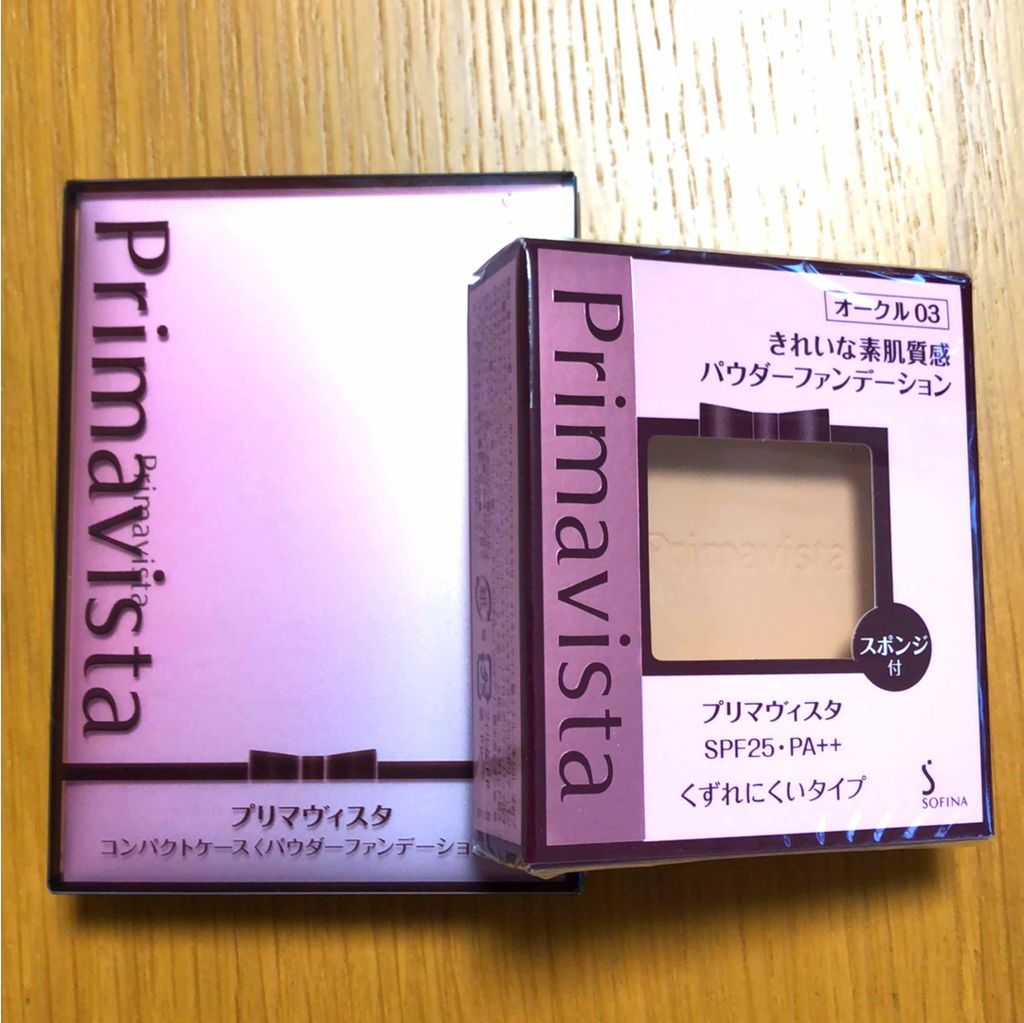 Primavista
Primavista
プリマヴィスタ
コンパクトケース〈パウダーファンデーショ
Primavista
オークル 03
きれいな素肌質感
パウダーファンデーション
Primavista
スポンジ
付
プリマヴィスタ
SPF25・PA++
くずれにくいタイプ
SOFINA